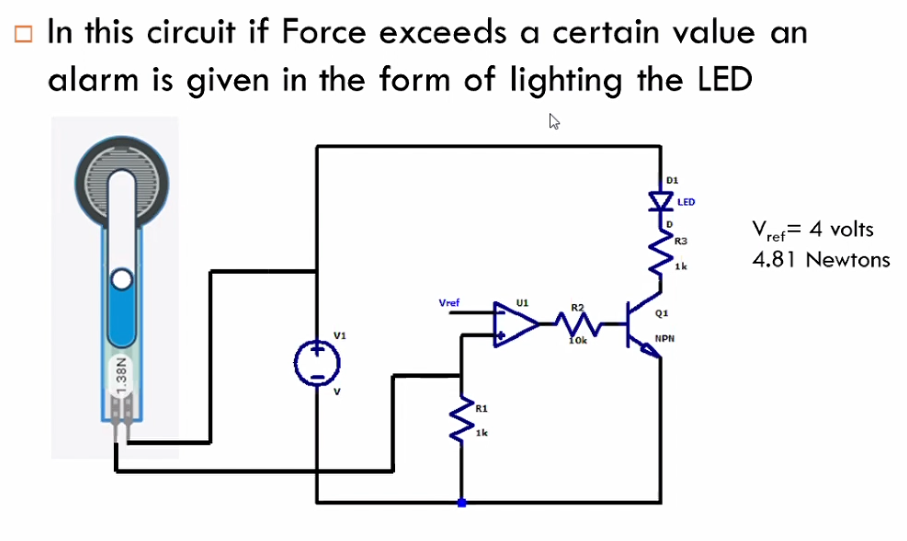 In this circuit if Force exceeds a certain value an
alarm is given in the form of lighting the LED
D1
LED
D
R3
1k
Vref= 4 volts
4.81 Newtons
Vref
U1
R2
10k
Q1
NPN
V1
V
1.38N
R1
1k